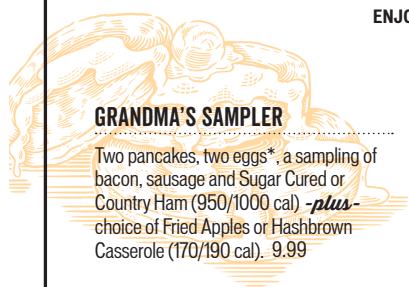 ENJO
GRANDMA'S SAMPLER
Two pancakes, two eggs*, a sampling of
bacon, sausage and Sugar Cured or
Country Ham (950/1000 cal) -plus-
choice of Fried Apples or Hashbrown
Casserole (170/190 cal). 9.99